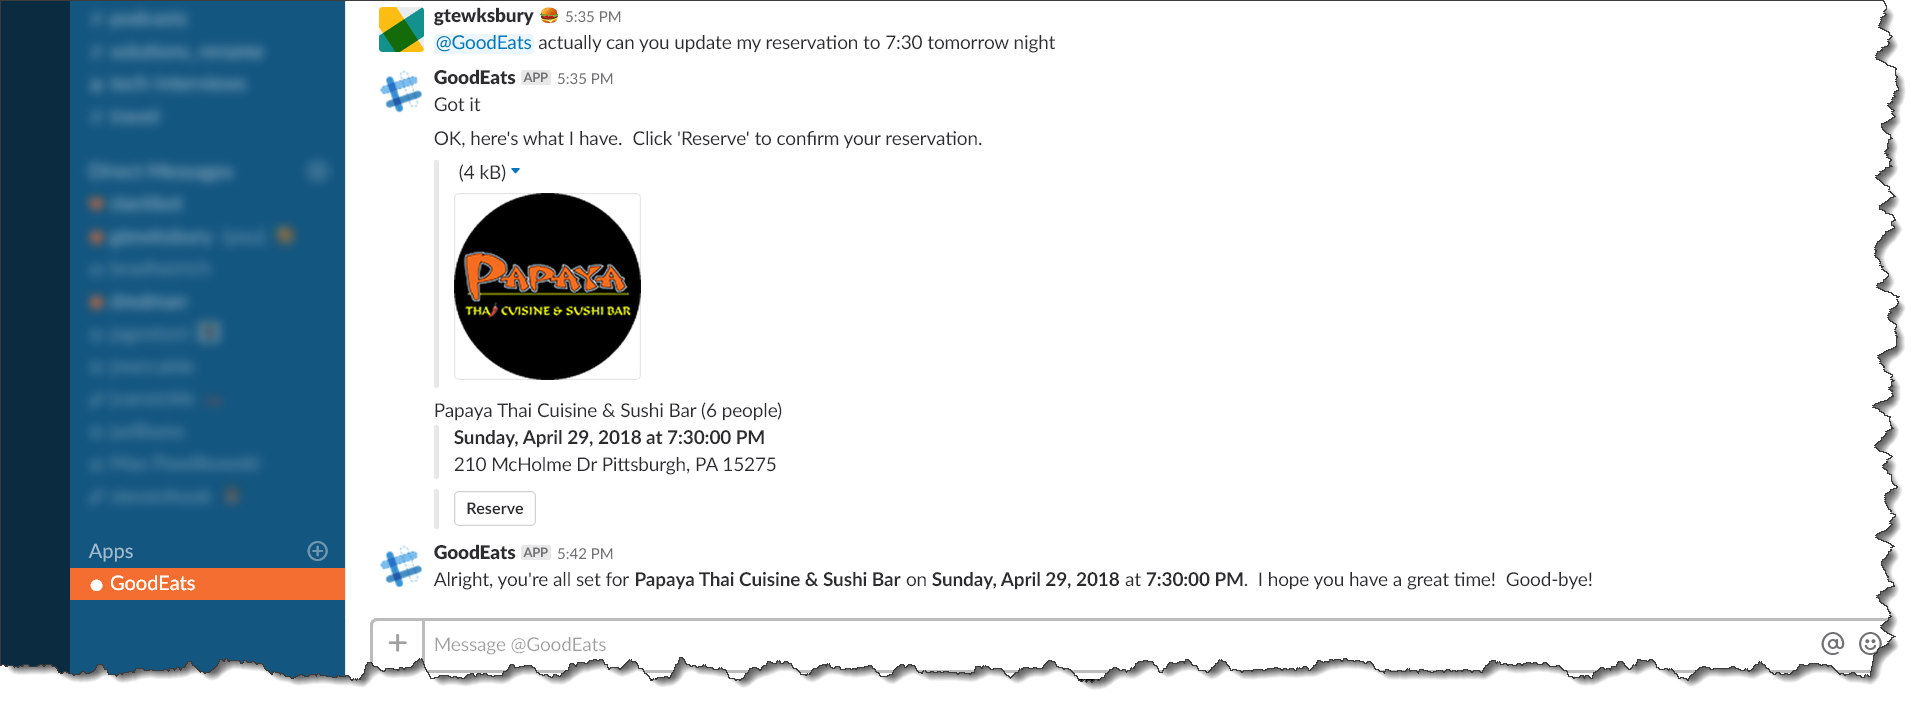 gtewksbury 5:35 PM
@GoodEats actually can you update my reservation to 7:30 tomorrow night
GoodEats APP 5:35 PM
Got it
OK, here's what I have. Click 'Reserve' to confirm your reservation.
(4 kB)
PAPAYA
THAI CUISINE & SUSHI BAR
Papaya Thai Cuisine & Sushi Bar (6 people)
Sunday, April 29, 2018 at 7:30:00 PM
210 McHolme Dr Pittsburgh, PA 15275
Reserve
GoodEats APP 5:42 PM
Alright, you're all set for Papaya Thai Cuisine & Sushi Bar on Sunday, April 29, 2018 at 7:30:00 PM. I hope you have a great time! Good-bye!
Message @GoodEats
Direct Messages
Apps
GoodEats